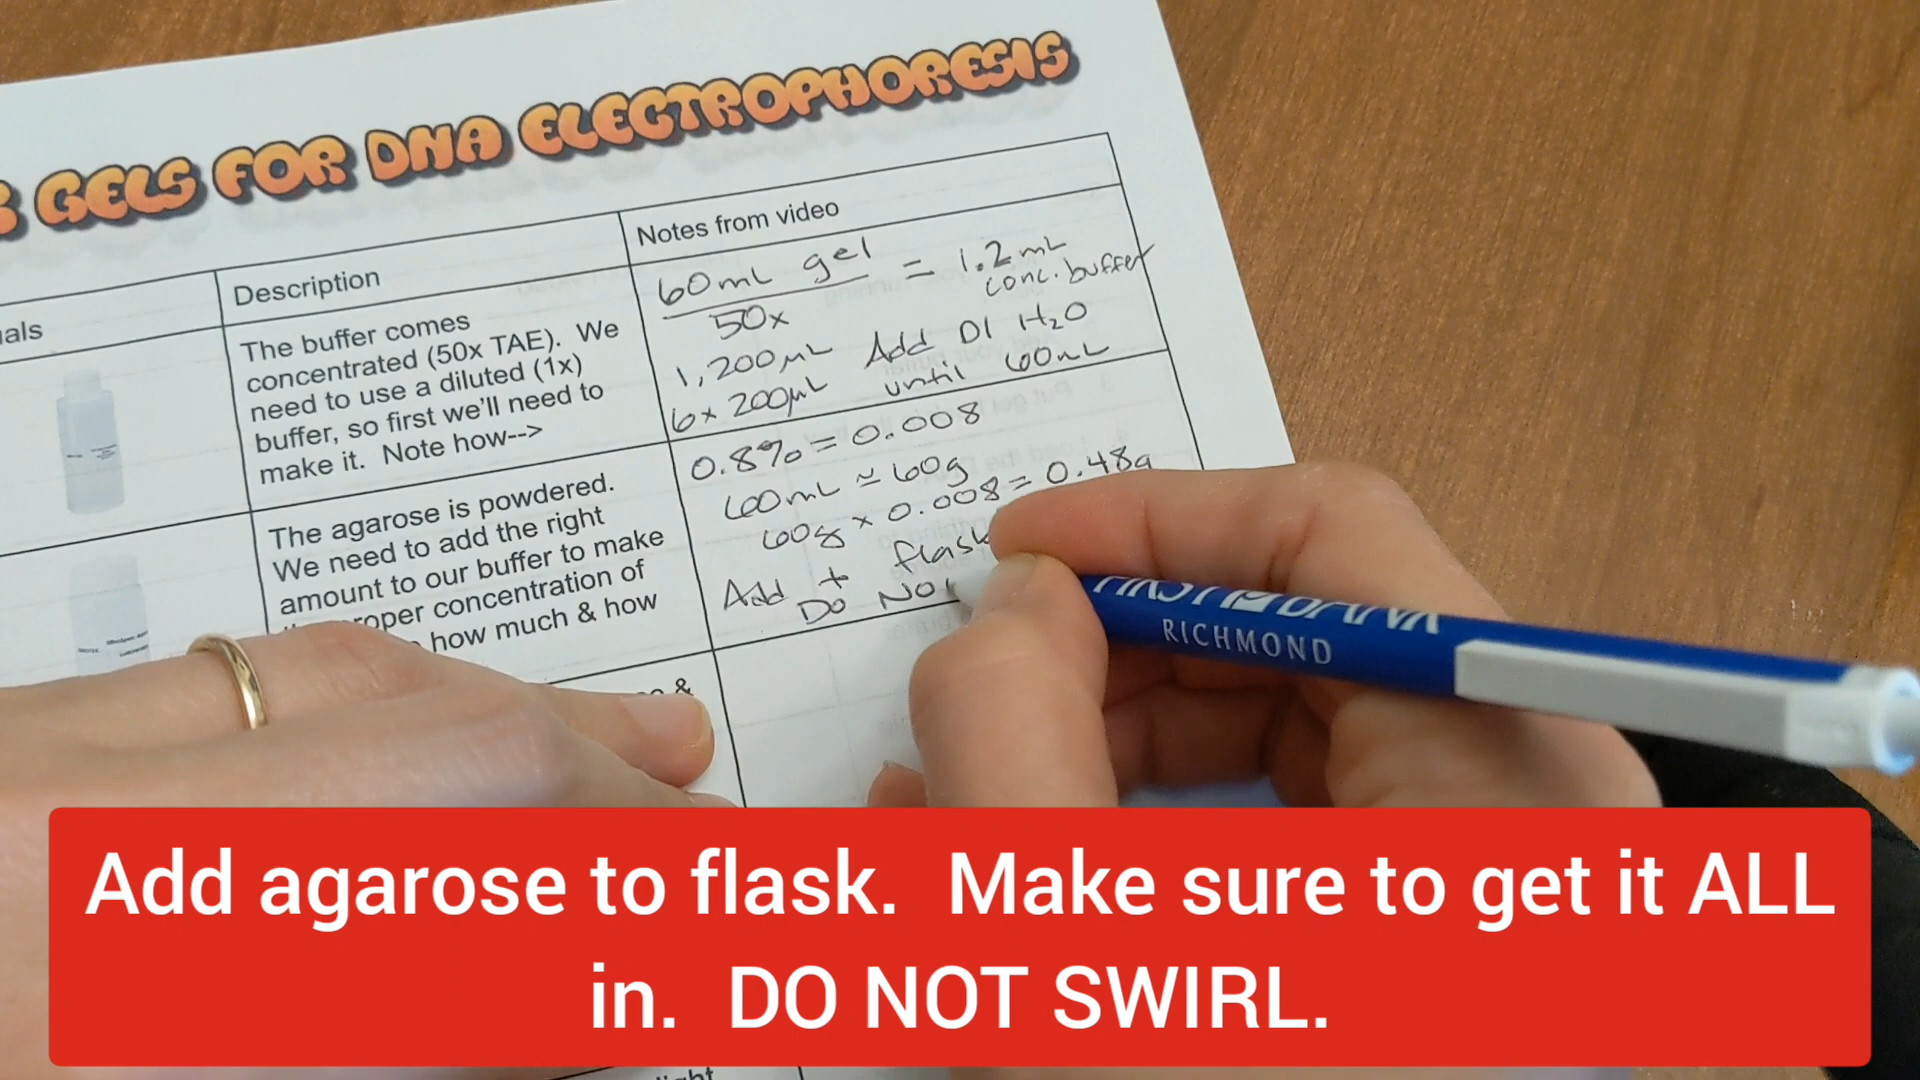 GELS FOR DNA ELECTROPHORESIS
Description
Notes from video
The buffer comes
concentrated (50x TAE). We
need to use a diluted (1x)
buffer, so first we'll need to
make it. Note how-->
60mL gel = 1.2mL
50x conc. buffer
1,200µL Add DI H₂O
6x 200µL until 60mL
The agarose is powdered.
We need to add the right
amount to our buffer to make
proper concentration of
how much & how
0.8% = 0.008
60mL ≈ 60g
60g x 0.008 = 0.48g
Add + flask
DO NOT
&
FIRST BANK
RICHMOND
Add agarose to flask. Make sure to get it ALL
in. DO NOT SWIRL.